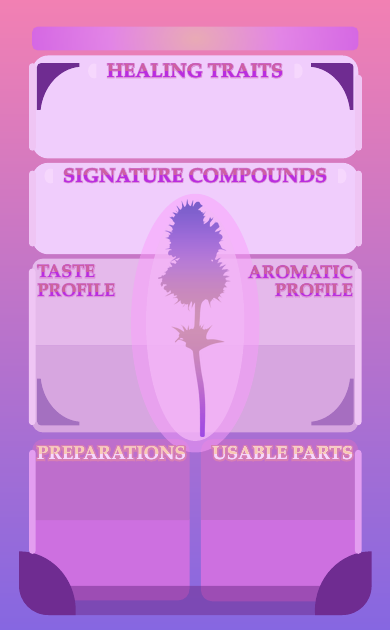 HEALING TRAITS
SIGNATURE COMPOUNDS
TASTE
PROFILE
AROMATIC
PROFILE
PREPARATIONS
USABLE PARTS